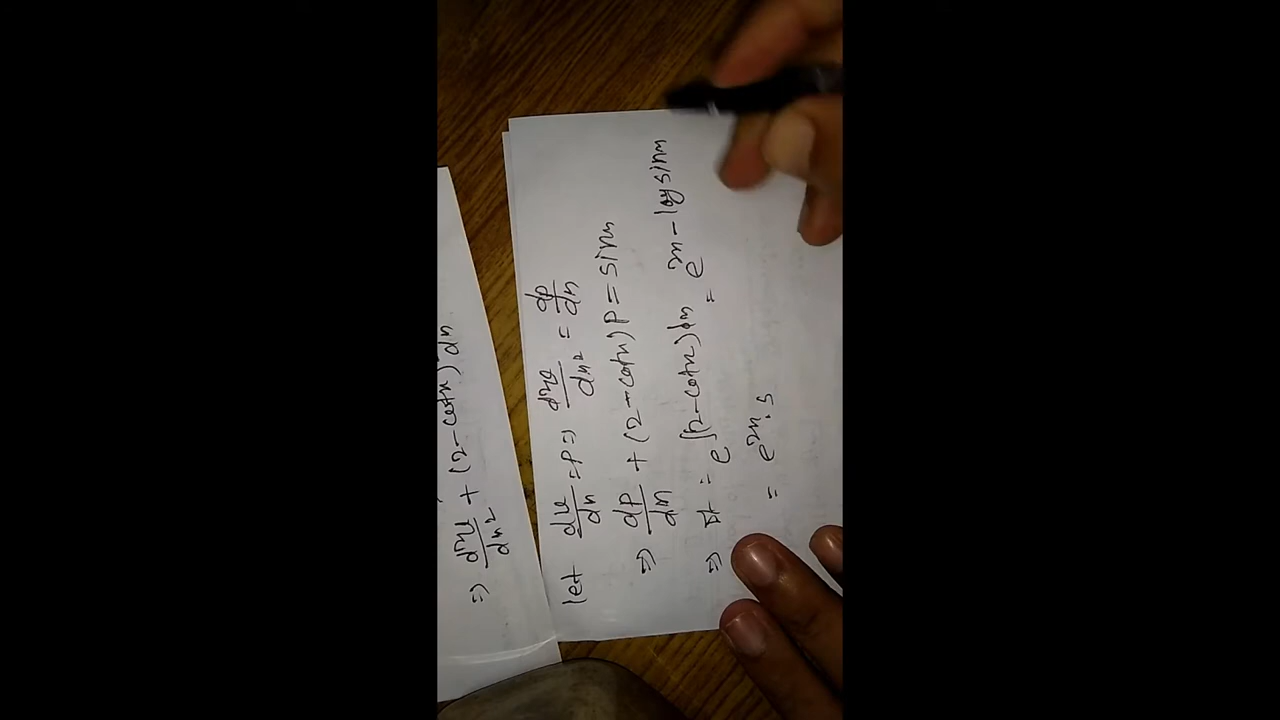 ⇒ d²u/dx² + (2-cotx) dx
let du/dx = P ⇒ d²u/dx² = dp/dx
⇒ dP/dx + (2-cotx) P = sinx
⇒ If = e^∫(2-cotx)dx = e^2x - log sinx
= e^2x . s